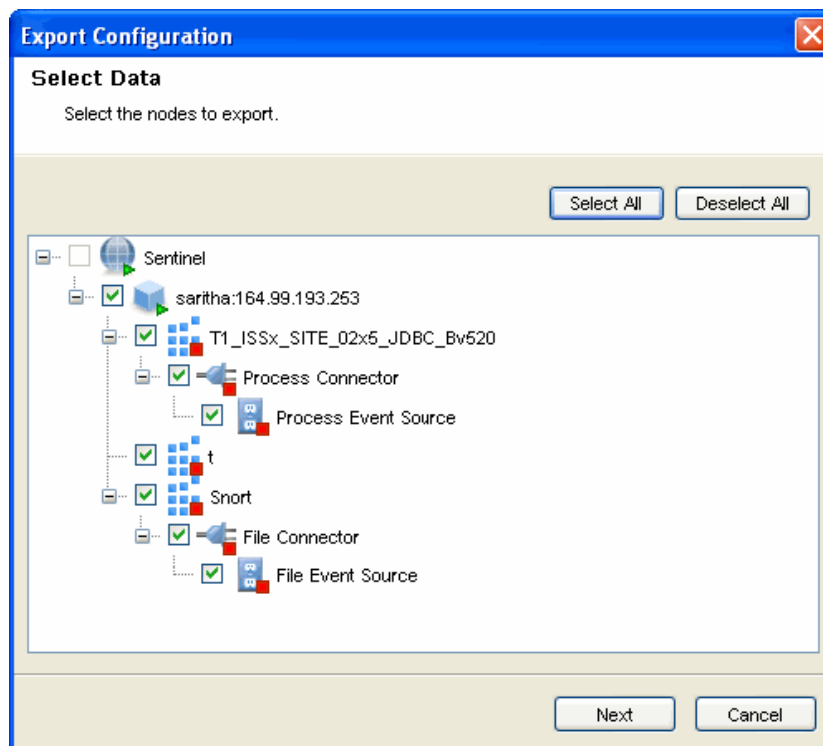 Export Configuration
Select Data
Select the nodes to export.
Select All
Deselect All
Sentinel
saritha:164.99.193.253
T1_ISSx_SITE_02x5_JDBC_Bv520
Process Connector
Process Event Source
t
Snort
File Connector
File Event Source
Next
Cancel